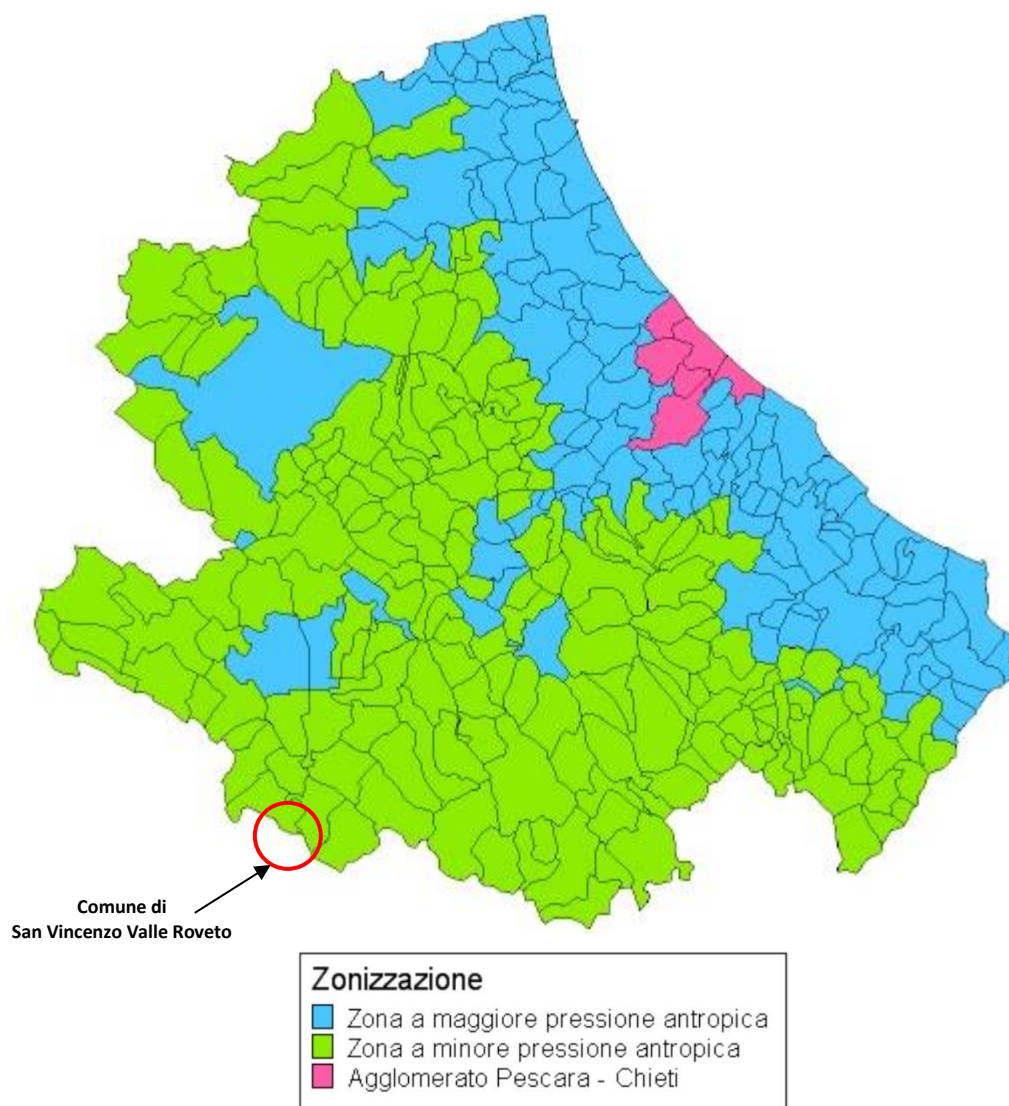 Comune di
San Vincenzo Valle Roveto
Zonizzazione
Zona a maggiore pressione antropica
Zona a minore pressione antropica
Agglomerato Pescara - Chieti